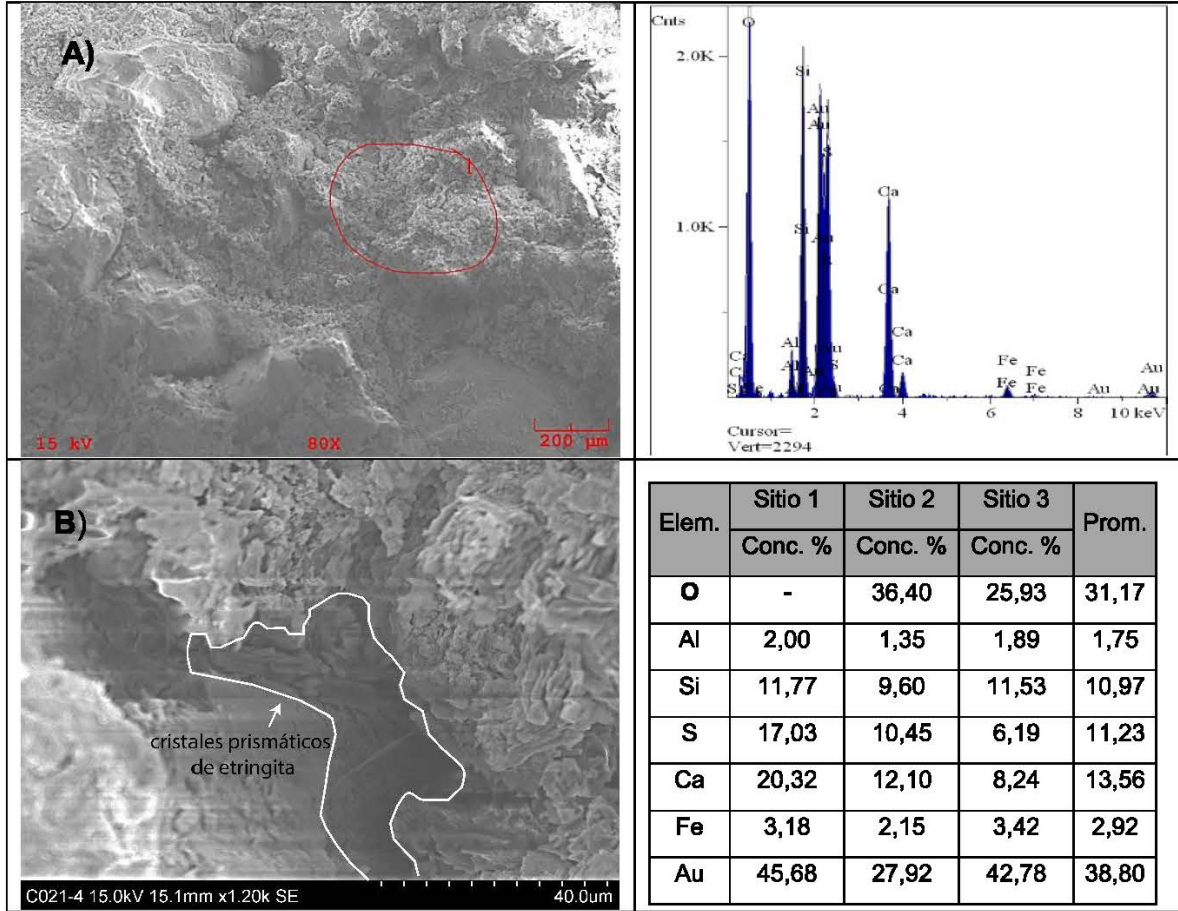 A)
1
15 kV 80X 200 µm
Cnts
2.0K
1.0K
O
Si
Au
Au
S
Ca
Si
Au
Ca
Al
Ca
Ca
Fe
Fe
Fe
Fe
Au
Au
Au
2 4 6 8 10 keV
Cursor=
Vert=2294
B)
cristales prismáticos
de etringita
C021-4 15.0kV 15.1mm x1.20k SE 40.0um
Elem. Sitio 1 Sitio 2 Sitio 3 Prom.
Conc. % Conc. % Conc. %
O - 36,40 25,93 31,17
Al 2,00 1,35 1,89 1,75
Si 11,77 9,60 11,53 10,97
S 17,03 10,45 6,19 11,23
Ca 20,32 12,10 8,24 13,56
Fe 3,18 2,15 3,42 2,92
Au 45,68 27,92 42,78 38,80